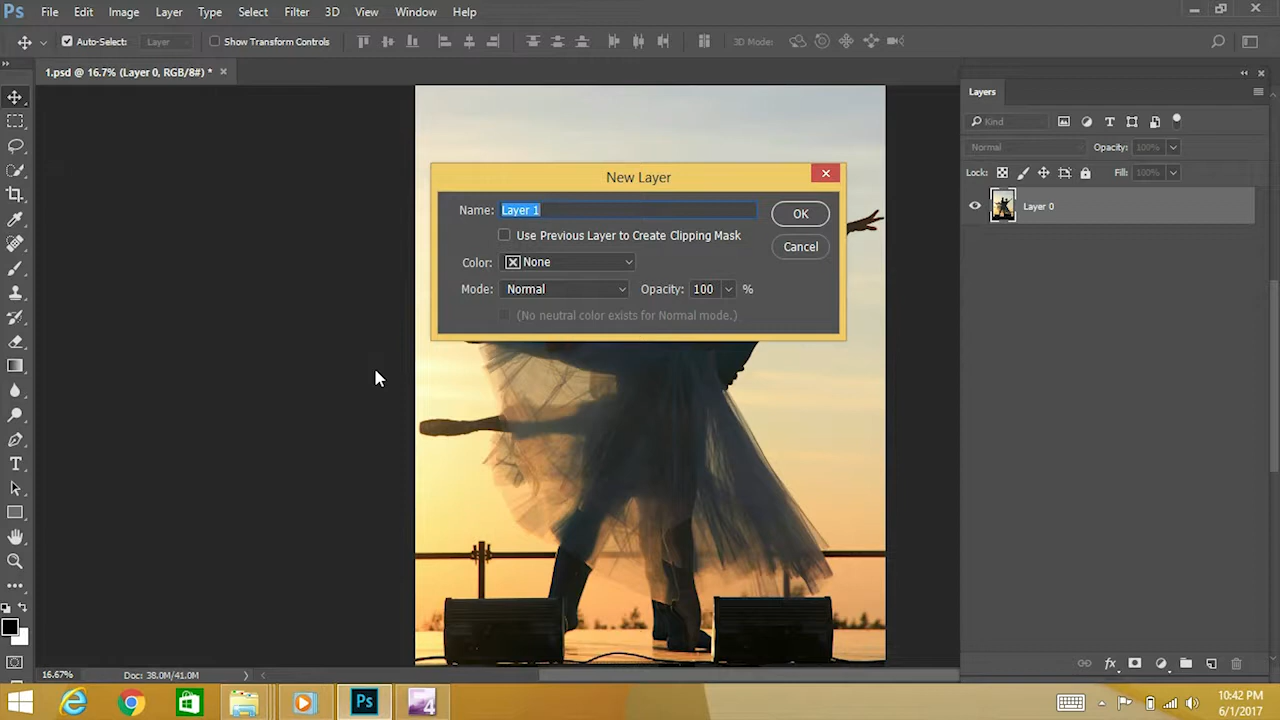 Ps File Edit Image Layer Type Select Filter 3D View Window Help
Auto-Select: Layer Show Transform Controls 3D Mode:
1.psd @ 16.7% (Layer 0, RGB/8#) * ×
Layers
Kind
Normal Opacity: 100%
Lock: Fill: 100%
Layer 0
New Layer
Name: Layer 1 OK
Use Previous Layer to Create Clipping Mask
Cancel
Color: None
Mode: Normal Opacity: 100 %
(No neutral color exists for Normal mode.)
16.67% Doc: 38.0M/41.0M
fx
Ps 4
10:42 PM
6/1/2017